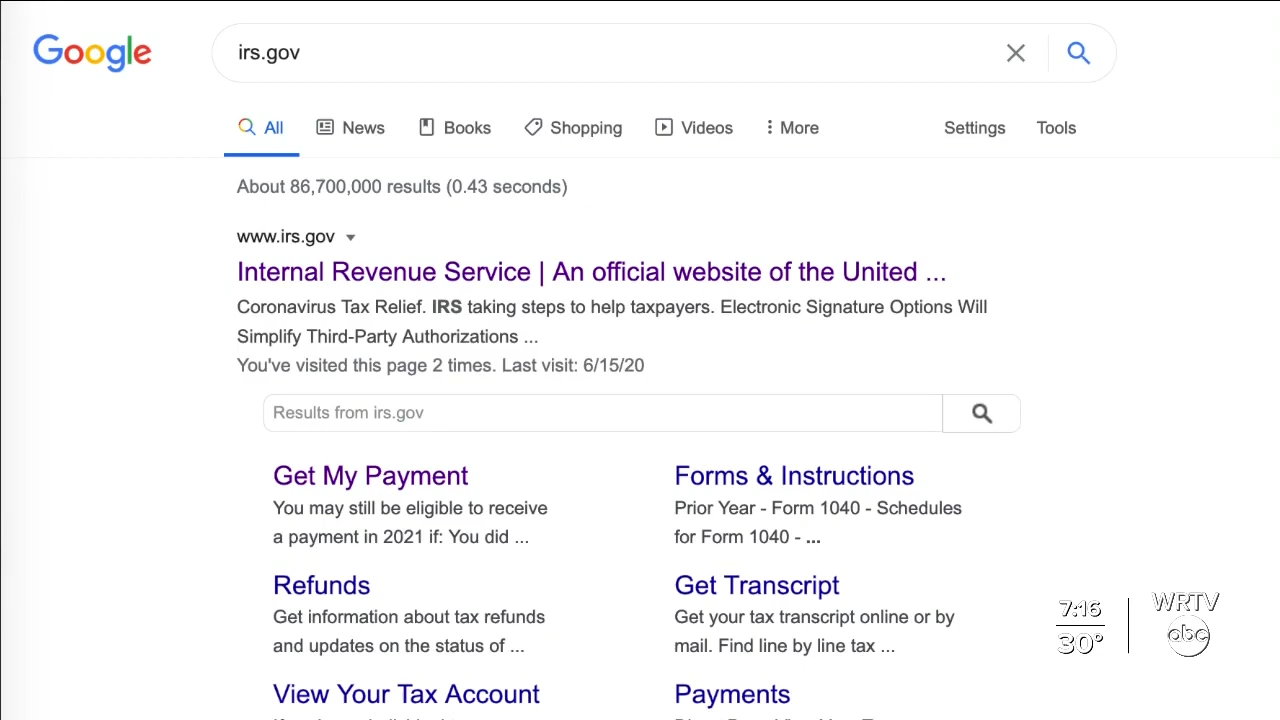 Google
irs.gov
All News Books Shopping Videos More Settings Tools
About 86,700,000 results (0.43 seconds)
www.irs.gov
Internal Revenue Service | An official website of the United ...
Coronavirus Tax Relief. IRS taking steps to help taxpayers. Electronic Signature Options Will
Simplify Third-Party Authorizations ...
You've visited this page 2 times. Last visit: 6/15/20
Results from irs.gov
Get My Payment
You may still be eligible to receive
a payment in 2021 if: You did ...
Forms & Instructions
Prior Year - Form 1040 - Schedules
for Form 1040 - ...
Refunds
Get information about tax refunds
and updates on the status of ...
Get Transcript
Get your tax transcript online or by
mail. Find line by line tax ...
View Your Tax Account
Payments
7:16
30°
WRTV
abc